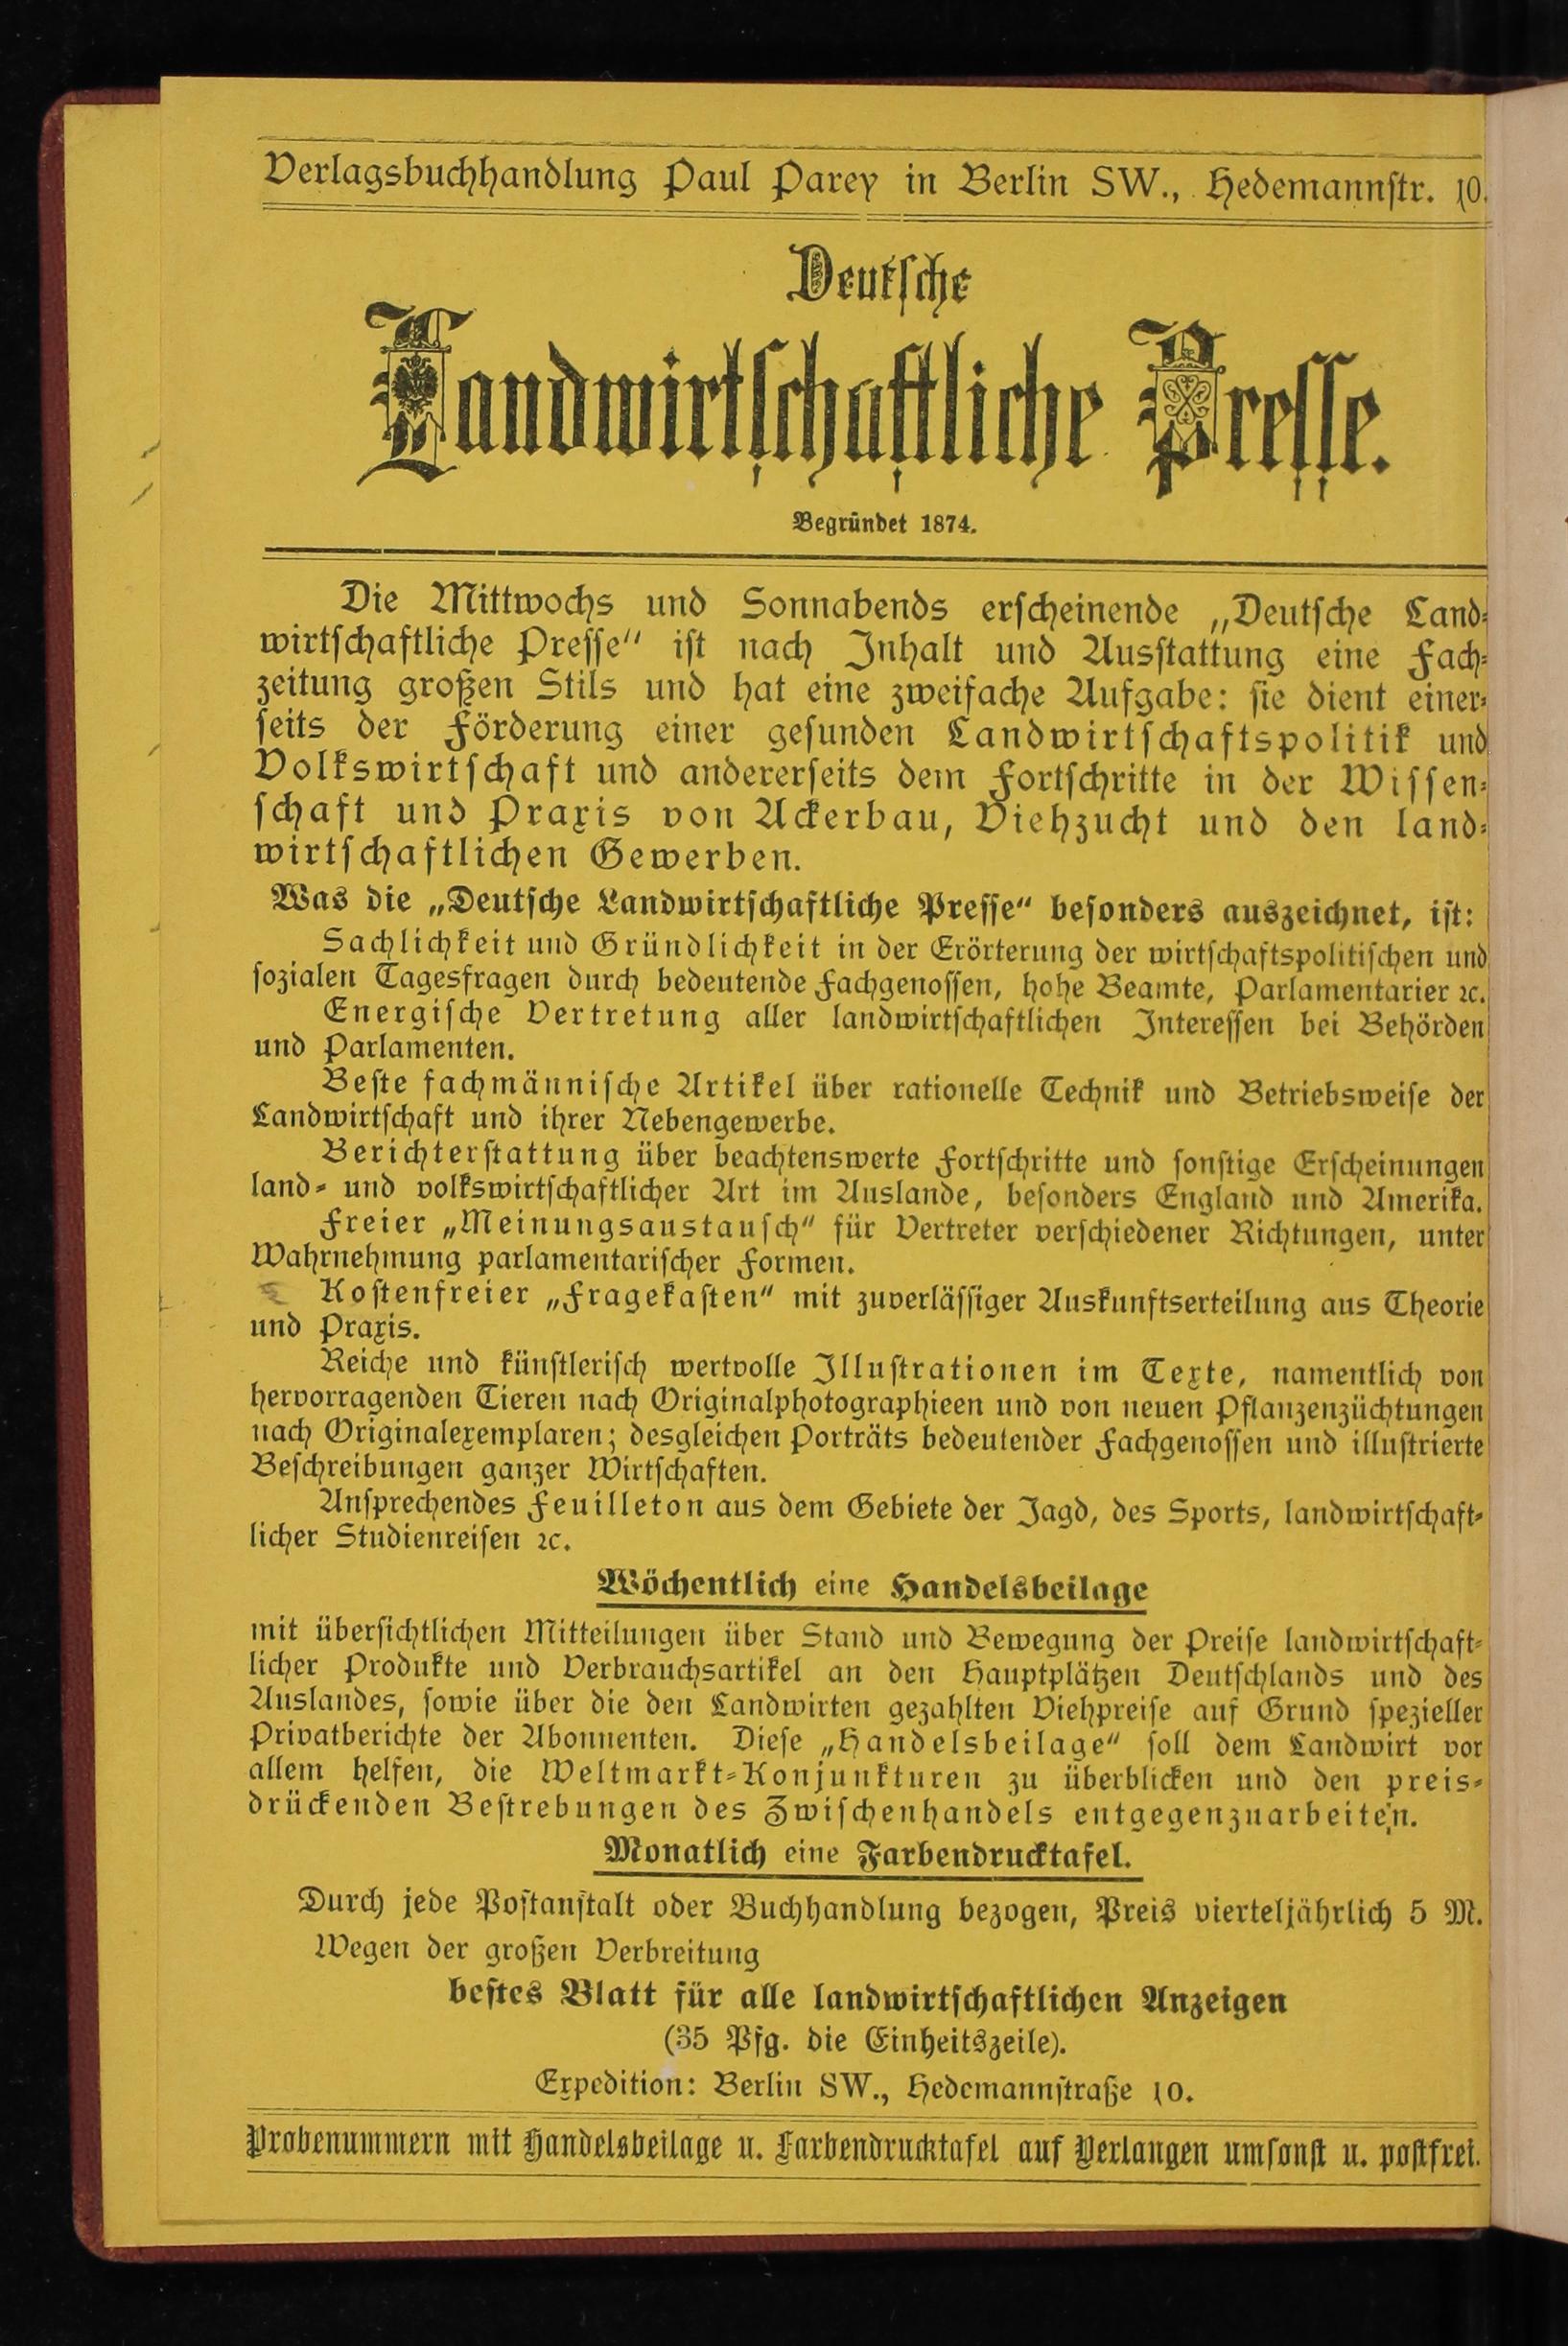 Verlagsbuchhandlung Paul Parey in Berlin SW., Hedemannstr. 10.
Deutsche
Landwirtschaftliche Presse.
Begründet 1874.
Die Mittwochs und Sonnabends erscheinende „Deutsche Land-
wirtschaftliche Presse“ ist nach Inhalt und Ausstattung eine Fach-
zeitung großen Stils und hat eine zweifache Aufgabe: sie dient einer-
seits der Förderung einer gesunden Landwirtschaftspolitik und
Volkswirtschaft und andererseits dem Fortschritte in der Wissen-
schaft und Praxis von Ackerbau, Viehzucht und den land-
wirtschaftlichen Gewerben.
Was die „Deutsche Landwirtschaftliche Presse“ besonders auszeichnet, ist:
Sachlichkeit und Gründlichkeit in der Erörterung der wirtschaftspolitischen und
sozialen Tagesfragen durch bedeutende Fachgenossen, hohe Beamte, Parlamentarier ꝛc.
Energische Vertretung aller landwirtschaftlichen Interessen bei Behörden
und Parlamenten.
Beste fachmännische Artikel über rationelle Technik und Betriebsweise der
Landwirtschaft und ihrer Nebengewerbe.
Berichterstattung über beachtenswerte Fortschritte und sonstige Erscheinungen
land- und volkswirtschaftlicher Art im Auslande, besonders England und Amerika.
Freier „Meinungsaustausch“ für Vertreter verschiedener Richtungen, unter
Wahrnehmung parlamentarischer Formen.
Kostenfreier „Fragekasten“ mit zuverlässiger Auskunftserteilung aus Theorie
und Praxis.
Reiche und künstlerisch wertvolle Illustrationen im Texte, namentlich von
hervorragenden Tieren nach Originalphotographieen und von neuen Pflanzenzüchtungen
nach Originalexemplaren; desgleichen Porträts bedeutender Fachgenossen und illustrierte
Beschreibungen ganzer Wirtschaften.
Ansprechendes Feuilleton aus dem Gebiete der Jagd, des Sports, landwirtschaft-
licher Studienreisen ꝛc.
Wöchentlich eine Handelsbeilage
mit übersichtlichen Mitteilungen über Stand und Bewegung der Preise landwirtschaft-
licher Produkte und Verbrauchsartikel an den Hauptplätzen Deutschlands und des
Auslandes, sowie über die den Landwirten gezahlten Viehpreise auf Grund spezieller
Privatberichte der Abonnenten. Diese „Handelsbeilage“ soll dem Landwirt vor
allem helfen, die Weltmarkt-Konjunkturen zu überblicken und den preis-
drückenden Bestrebungen des Zwischenhandels entgegenzuarbeiten.
Monatlich eine Farbendrucktafel.
Durch jede Postanstalt oder Buchhandlung bezogen, Preis vierteljährlich 5 M.
Wegen der großen Verbreitung
bestes Blatt für alle landwirtschaftlichen Anzeigen
(35 Pfg. die Einheitszeile).
Expedition: Berlin SW., Hedemannstraße 10.
Probenummern mit Handelsbeilage u. Farbendrucktafel auf Verlangen umsonst u. postfrei.